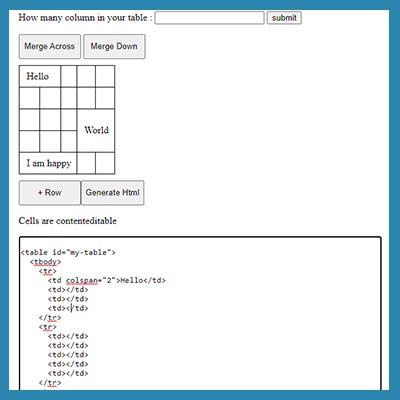 How many column in your table : submit
Merge Across Merge Down
Hello
World
I am happy
+ Row Generate Html
Cells are contenteditable
<table id="my-table">
<tbody>
<tr>
<td colspan="2">Hello</td>
<td></td>
<td></td>
<td></td>
</tr>
<tr>
<td></td>
<td></td>
<td></td>
<td></td>
<td></td>
</tr>